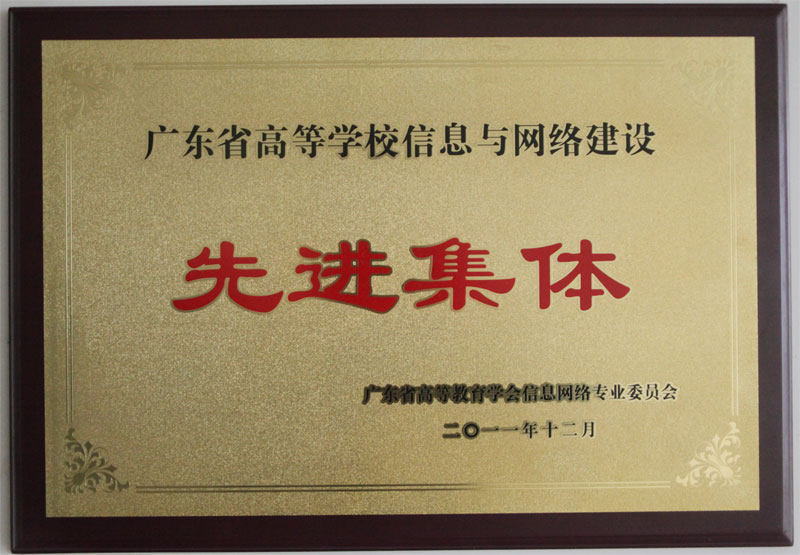 广东省高等学校信息与网络建设
先进集体
广东省高等教育学会信息网络专业委员会
二〇一一年十二月